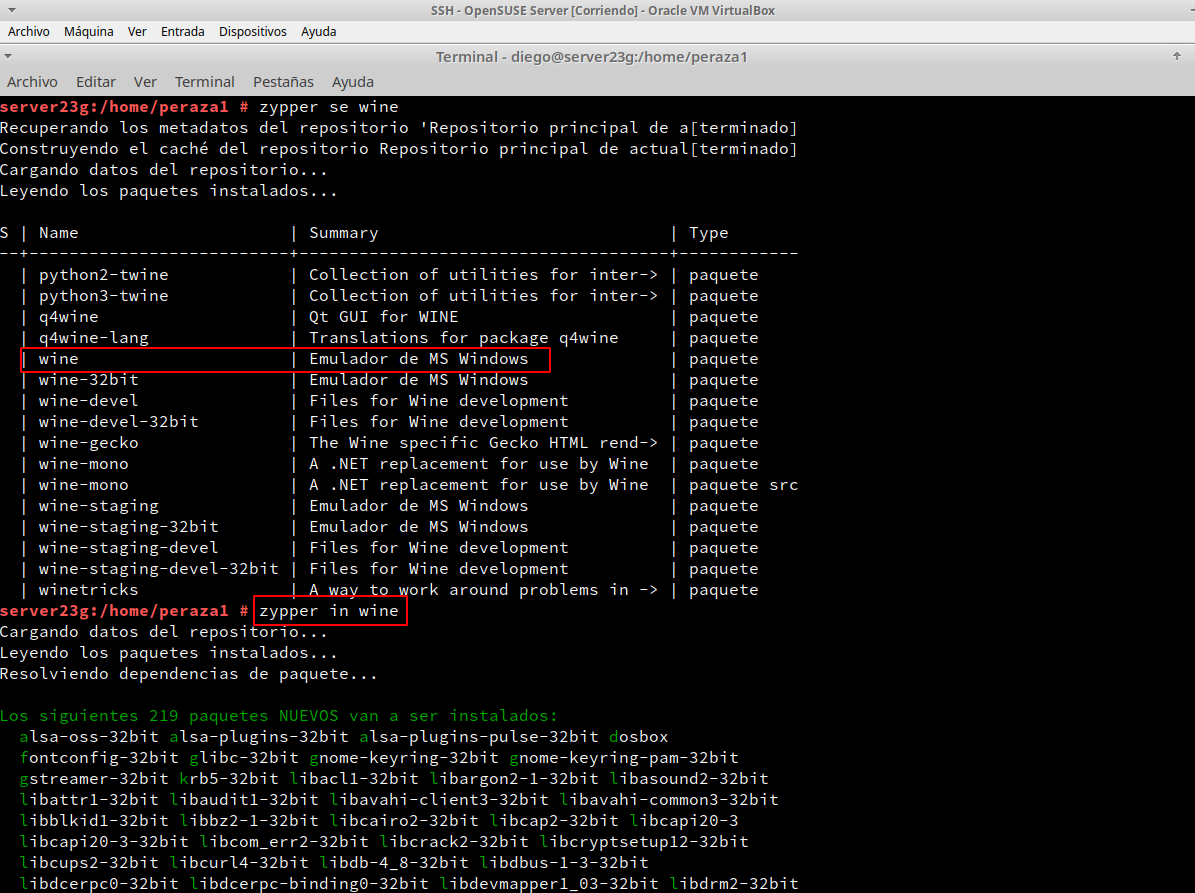 SSH - OpenSUSE Server [Corriendo] - Oracle VM VirtualBox
Archivo Máquina Ver Entrada Dispositivos Ayuda
Terminal - diego@server23g:/home/peraza1
Archivo Editar Ver Terminal Pestañas Ayuda
server23g:/home/peraza1 # zypper se wine
Recuperando los metadatos del repositorio 'Repositorio principal de a[terminado]
Construyendo el caché del repositorio Repositorio principal de actual[terminado]
Cargando datos del repositorio...
Leyendo los paquetes instalados...
S | Name | Summary | Type
--+--------------------------+-------------------------------------+------------
| python2-twine | Collection of utilities for inter-> | paquete
| python3-twine | Collection of utilities for inter-> | paquete
| q4wine | Qt GUI for WINE | paquete
| q4wine-lang | Translations for package q4wine | paquete
| wine | Emulador de MS Windows | paquete
| wine-32bit | Emulador de MS Windows | paquete
| wine-devel | Files for Wine development | paquete
| wine-devel-32bit | Files for Wine development | paquete
| wine-gecko | The Wine specific Gecko HTML rend-> | paquete
| wine-mono | A .NET replacement for use by Wine | paquete
| wine-mono | A .NET replacement for use by Wine | paquete src
| wine-staging | Emulador de MS Windows | paquete
| wine-staging-32bit | Emulador de MS Windows | paquete
| wine-staging-devel | Files for Wine development | paquete
| wine-staging-devel-32bit | Files for Wine development | paquete
| winetricks | A way to work around problems in -> | paquete
server23g:/home/peraza1 # zypper in wine
Cargando datos del repositorio...
Leyendo los paquetes instalados...
Resolviendo dependencias de paquete...
Los siguientes 219 paquetes NUEVOS van a ser instalados:
alsa-oss-32bit alsa-plugins-32bit alsa-plugins-pulse-32bit dosbox
fontconfig-32bit glibc-32bit gnome-keyring-32bit gnome-keyring-pam-32bit
gstreamer-32bit krb5-32bit libacl1-32bit libargon2-1-32bit libasound2-32bit
libattr1-32bit libaudit1-32bit libavahi-client3-32bit libavahi-common3-32bit
libblkid1-32bit libbz2-1-32bit libcairo2-32bit libcap2-32bit libcapi20-3
libcapi20-3-32bit libcom_err2-32bit libcrack2-32bit libcryptsetup12-32bit
libcups2-32bit libcurl4-32bit libdb-4_8-32bit libdbus-1-3-32bit
libdcerpc0-32bit libdcerpc-binding0-32bit libdevmapper1_03-32bit libdrm2-32bit